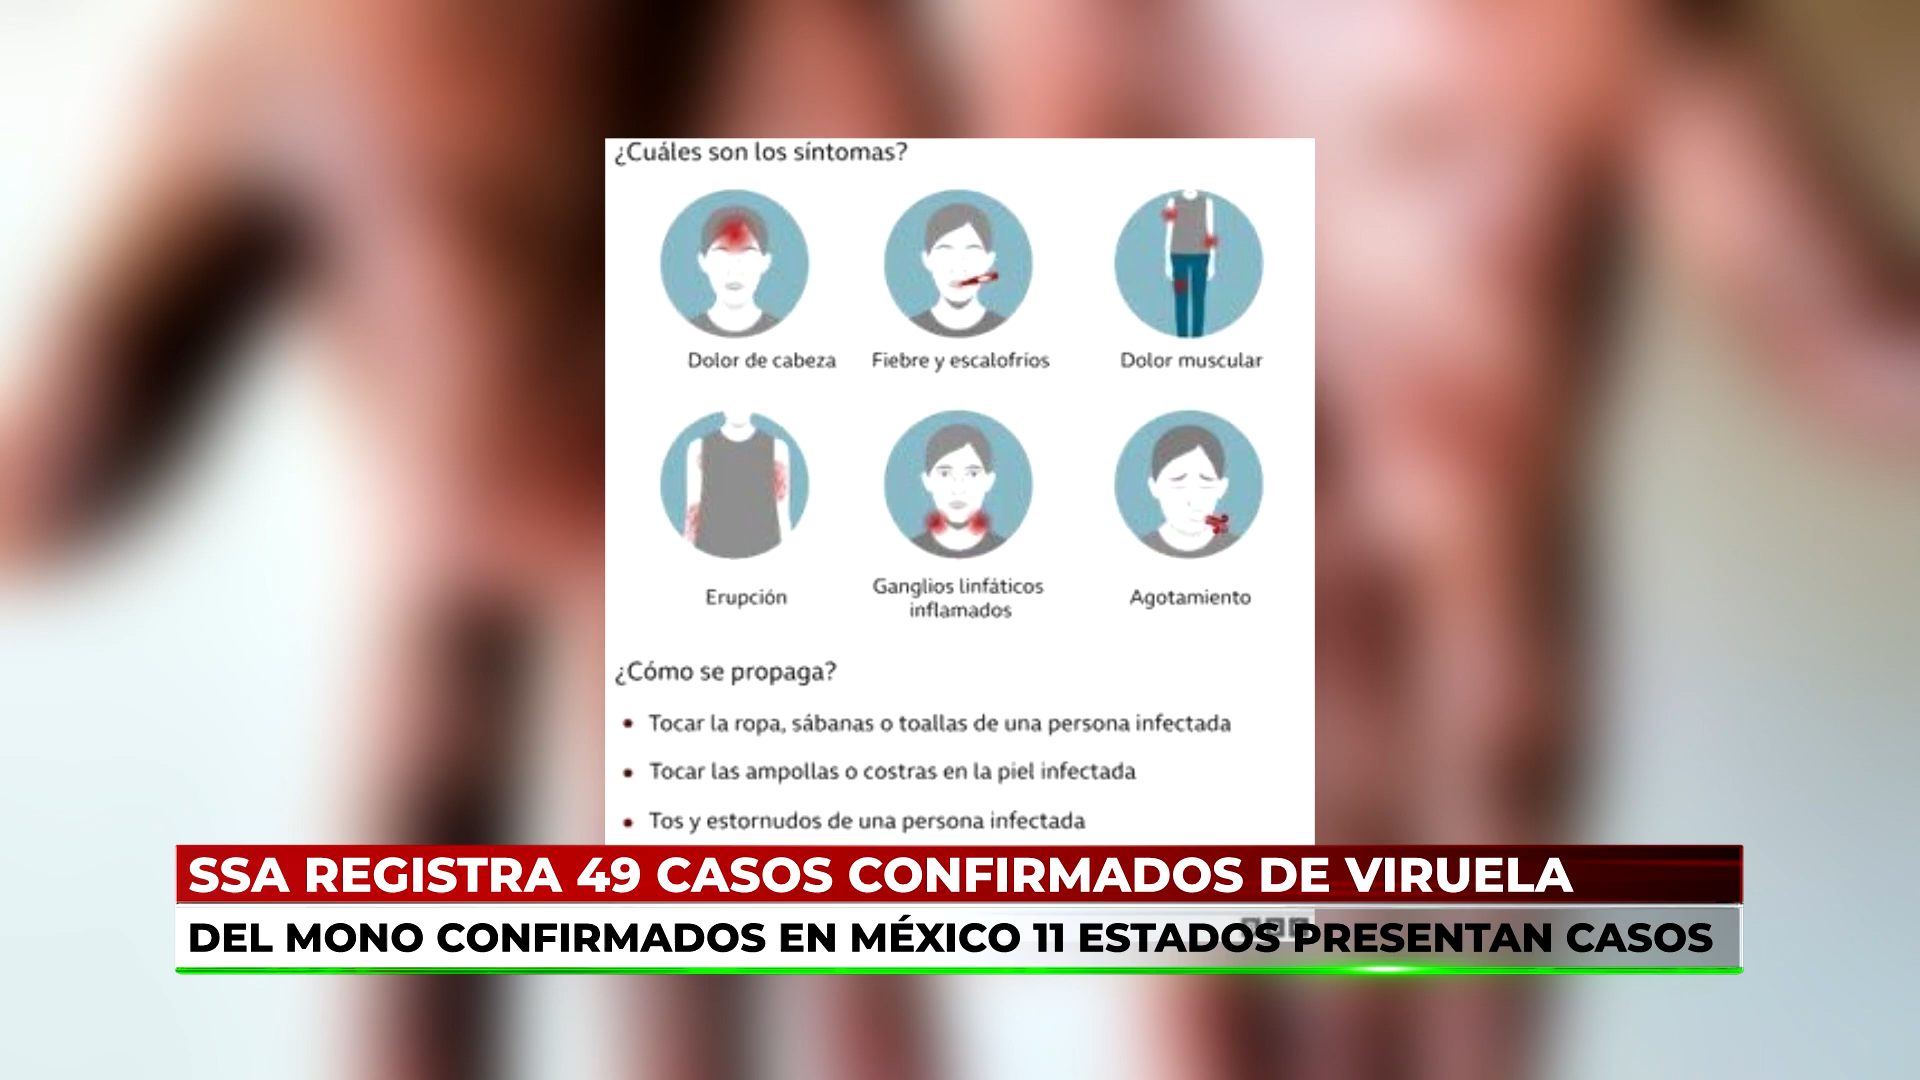 ¿Cuáles son los síntomas?
Dolor de cabeza
Fiebre y escalofríos
Dolor muscular
Erupción
Ganglios linfáticos
inflamados
Agotamiento
¿Cómo se propaga?
Tocar la ropa, sábanas o toallas de una persona infectada
Tocar las ampollas o costras en la piel infectada
Tos y estornudos de una persona infectada
SSA REGISTRA 49 CASOS CONFIRMADOS DE VIRUELA
DEL MONO CONFIRMADOS EN MÉXICO 11 ESTADOS PRESENTAN CASOS